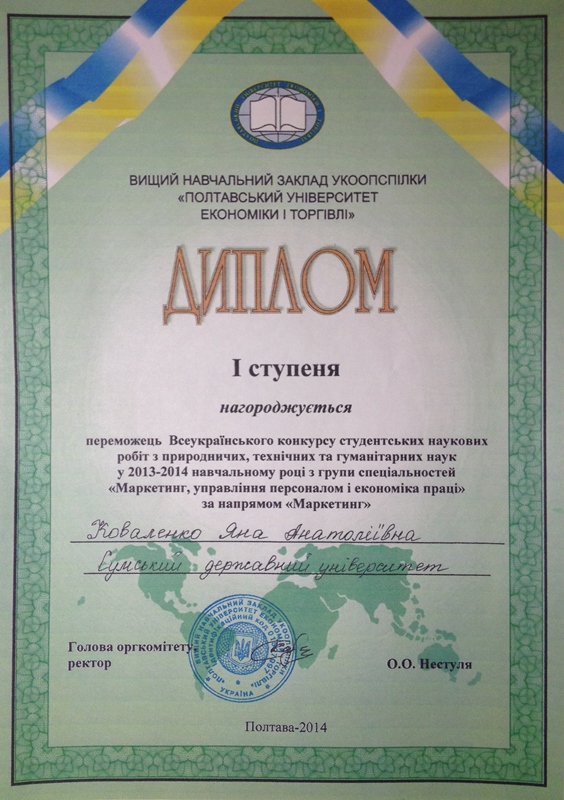 ВИЩИЙ НАВЧАЛЬНИЙ ЗАКЛАД УКООПСПІЛКИ
«ПОЛТАВСЬКИЙ УНІВЕРСИТЕТ
ЕКОНОМІКИ І ТОРГІВЛІ»
ДИПЛОМ
І ступеня
нагороджується
переможець Всеукраїнського конкурсу студентських наукових
робіт з природничих, технічних та гуманітарних наук
у 2013-2014 навчальному році з групи спеціальностей
«Маркетинг, управління персоналом і економіка праці»
за напрямом «Маркетинг»
Коваленко Яна Анатоліївна
Сумський державний університет
Голова оргкомітету,
ректор
О.О. Нестуля
УКРАЇНА
Полтава-2014